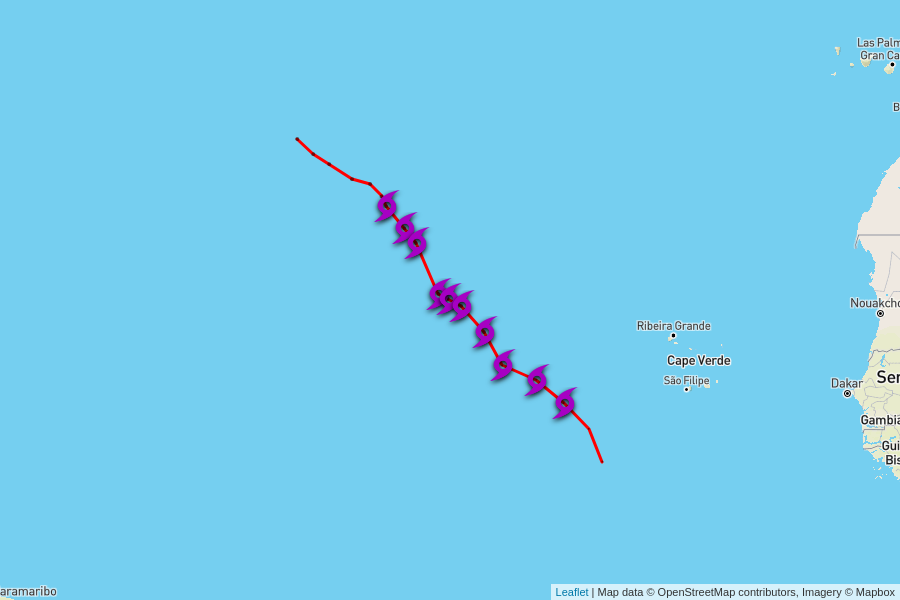 Las Palm
Gran Ca
B
Nouakcho
Ribeira Grande
Cape Verde
São Filipe
Dakar
Sen
Gambia
Gui
Bis
aramaribo
Leaflet | Map data © OpenStreetMap contributors, Imagery © Mapbox